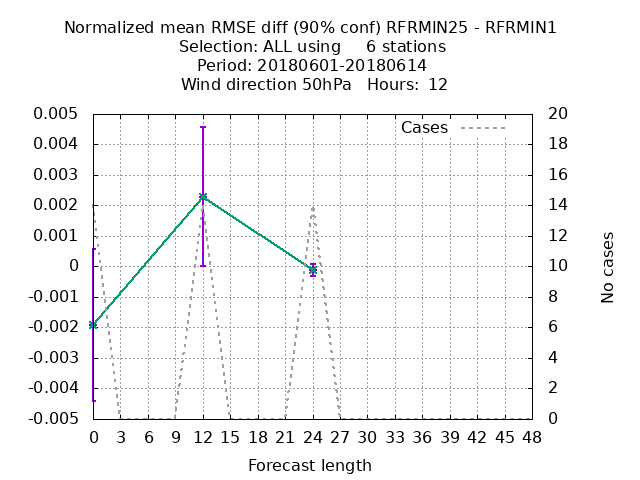 Normalized mean RMSE diff (90% conf) RFRMIN25 - RFRMIN1
Selection: ALL using     6 stations
Period: 20180601-20180614
Wind direction 50hPa   Hours:  12
Cases
0.005
0.004
0.003
0.002
0.001
0
-0.001
-0.002
-0.003
-0.004
-0.005
20
18
16
14
12
10
8
6
4
2
0
No cases
0 3 6 9 12 15 18 21 24 27 30 33 36 39 42 45 48
Forecast length